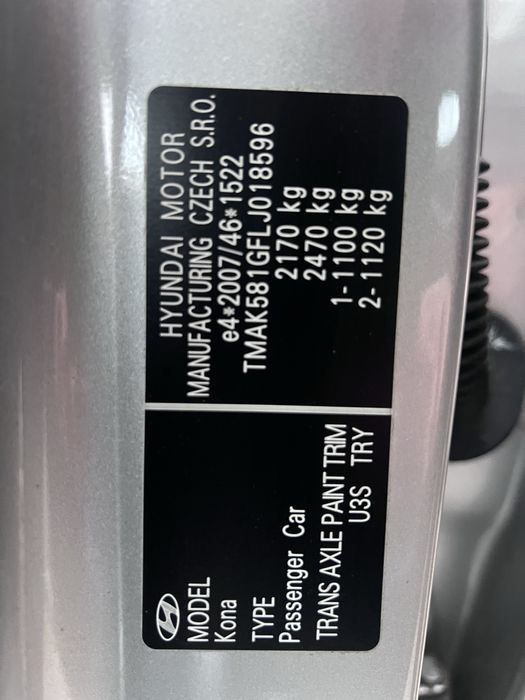 HYUNDAI MOTOR
MANUFACTURING CZECH S.R.O.
e4*2007/46*1522
TMAK581GFLJ018596
2170 kg
2470 kg
1-1100 kg
2-1120 kg
MODEL
Kona
TYPE
Passenger Car
TRANS AXLE PAINT TRIM
U3S TRY